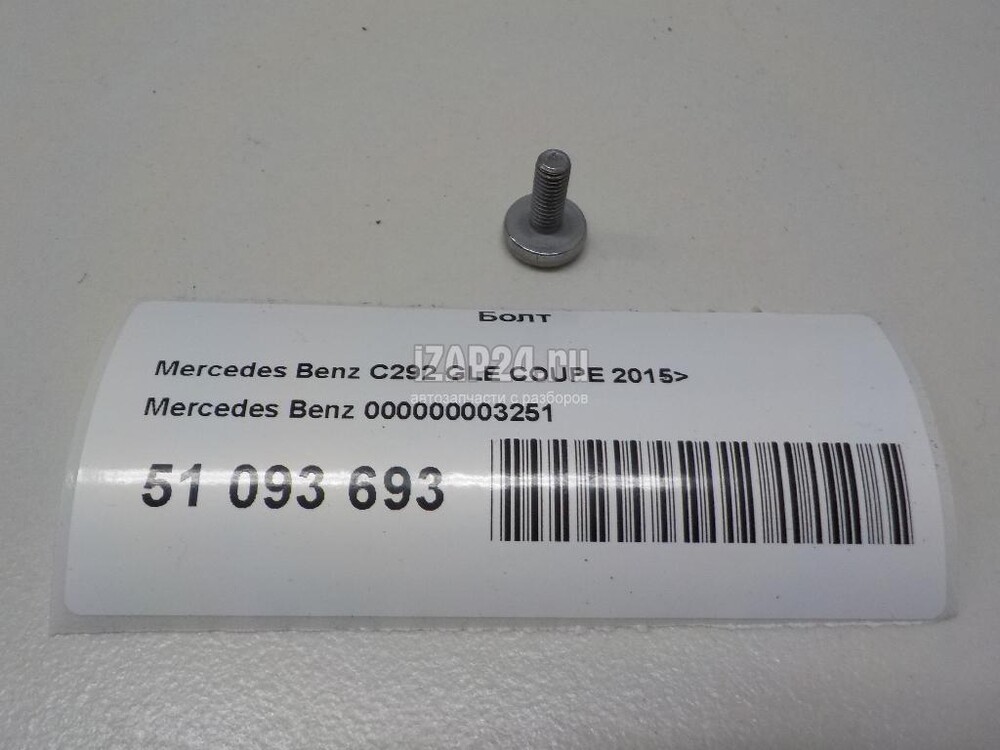 Болт
Mercedes Benz C292 GLE COUPE 2015>
iZAP24.ru
автозапчасти с разборов
Mercedes Benz 000000003251
51 093 693